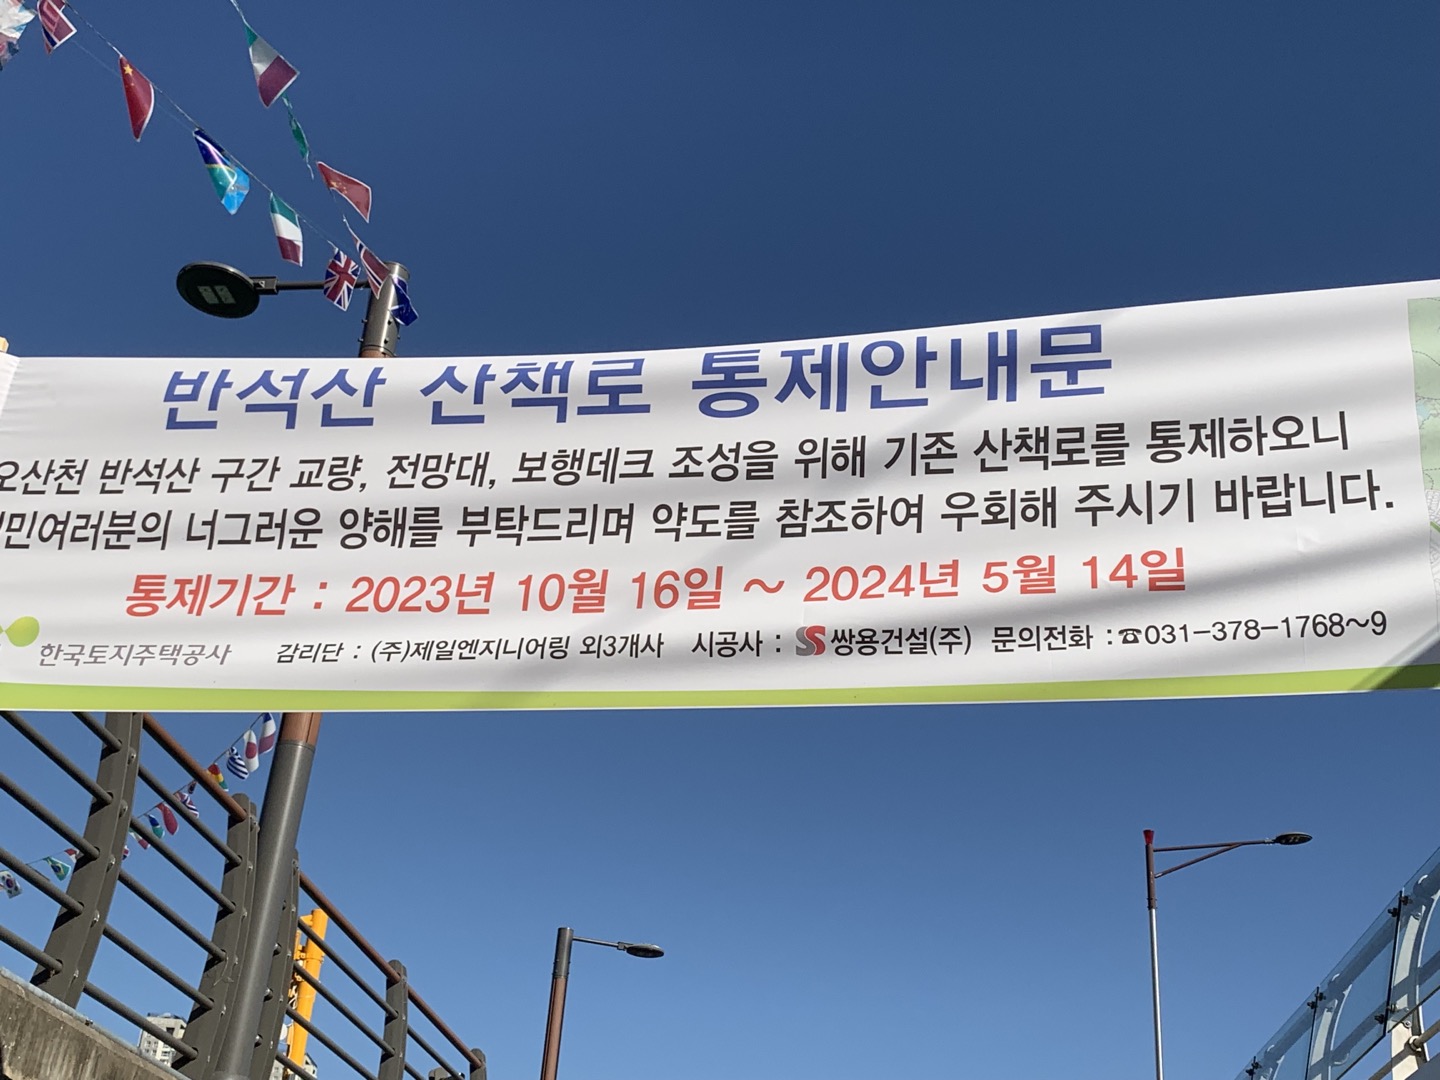 반석산 산책로 통제안내문
오산천 반석산 구간 교량, 전망대, 보행데크 조성을 위해 기존 산책로를 통제하오니
너그러운 양해를 부탁드리며 약도를 참조하여 우회해 주시기 바랍니다.
통제기간 : 2023년 10월 16일 ~ 2024년 5월 14일
한국토지주택공사 감리단 : (주)제일엔지니어링 외3개사 시공사 : SS 쌍용건설(주) 문의전화 : ☎031-378-1768~9